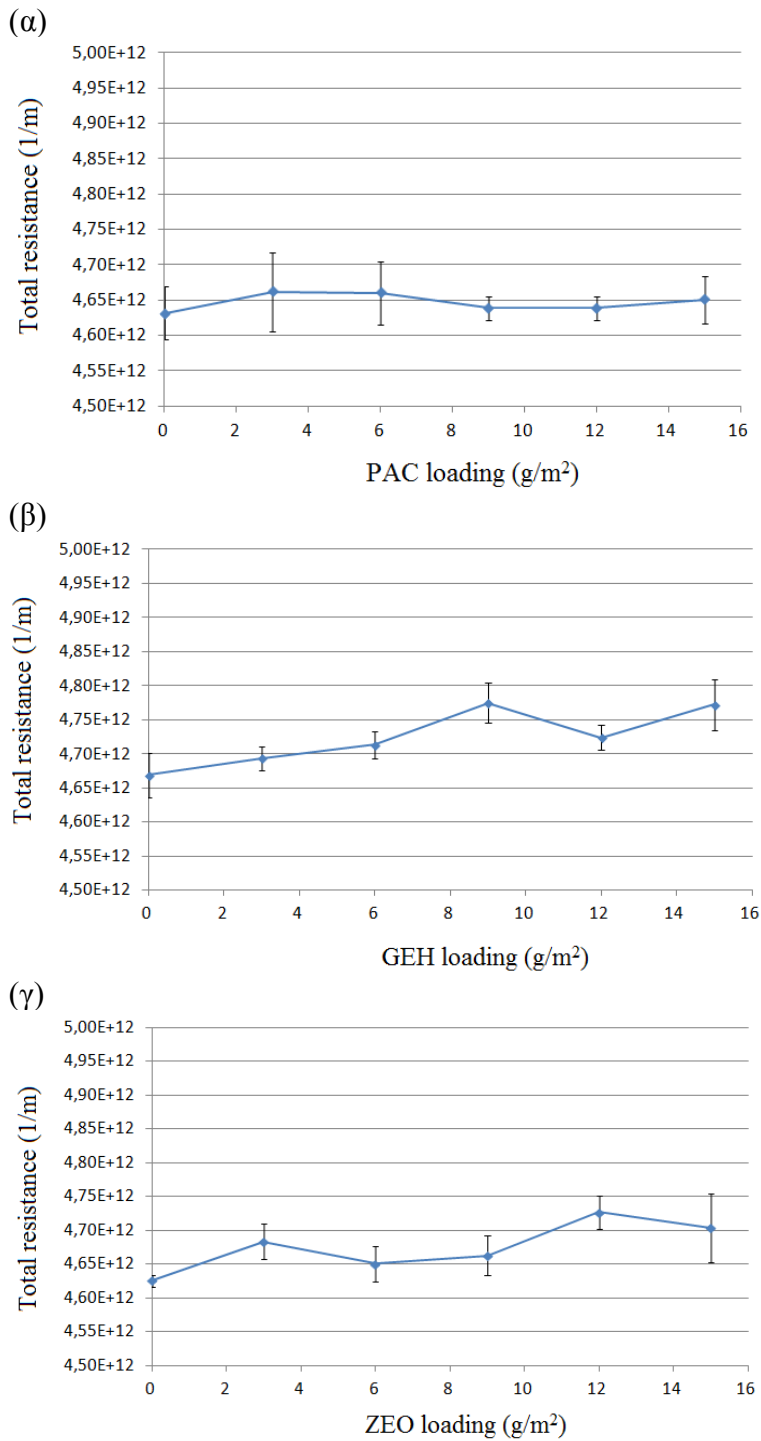 (α)
Total resistance (1/m)
5,00E+12
4,95E+12
4,90E+12
4,85E+12
4,80E+12
4,75E+12
4,70E+12
4,65E+12
4,60E+12
4,55E+12
4,50E+12
0 2 4 6 8 10 12 14 16
PAC loading (g/m²)
(β)
Total resistance (1/m)
5,00E+12
4,95E+12
4,90E+12
4,85E+12
4,80E+12
4,75E+12
4,70E+12
4,65E+12
4,60E+12
4,55E+12
4,50E+12
0 2 4 6 8 10 12 14 16
GEH loading (g/m²)
(γ)
Total resistance (1/m)
5,00E+12
4,95E+12
4,90E+12
4,85E+12
4,80E+12
4,75E+12
4,70E+12
4,65E+12
4,60E+12
4,55E+12
4,50E+12
0 2 4 6 8 10 12 14 16
ZEO loading (g/m²)